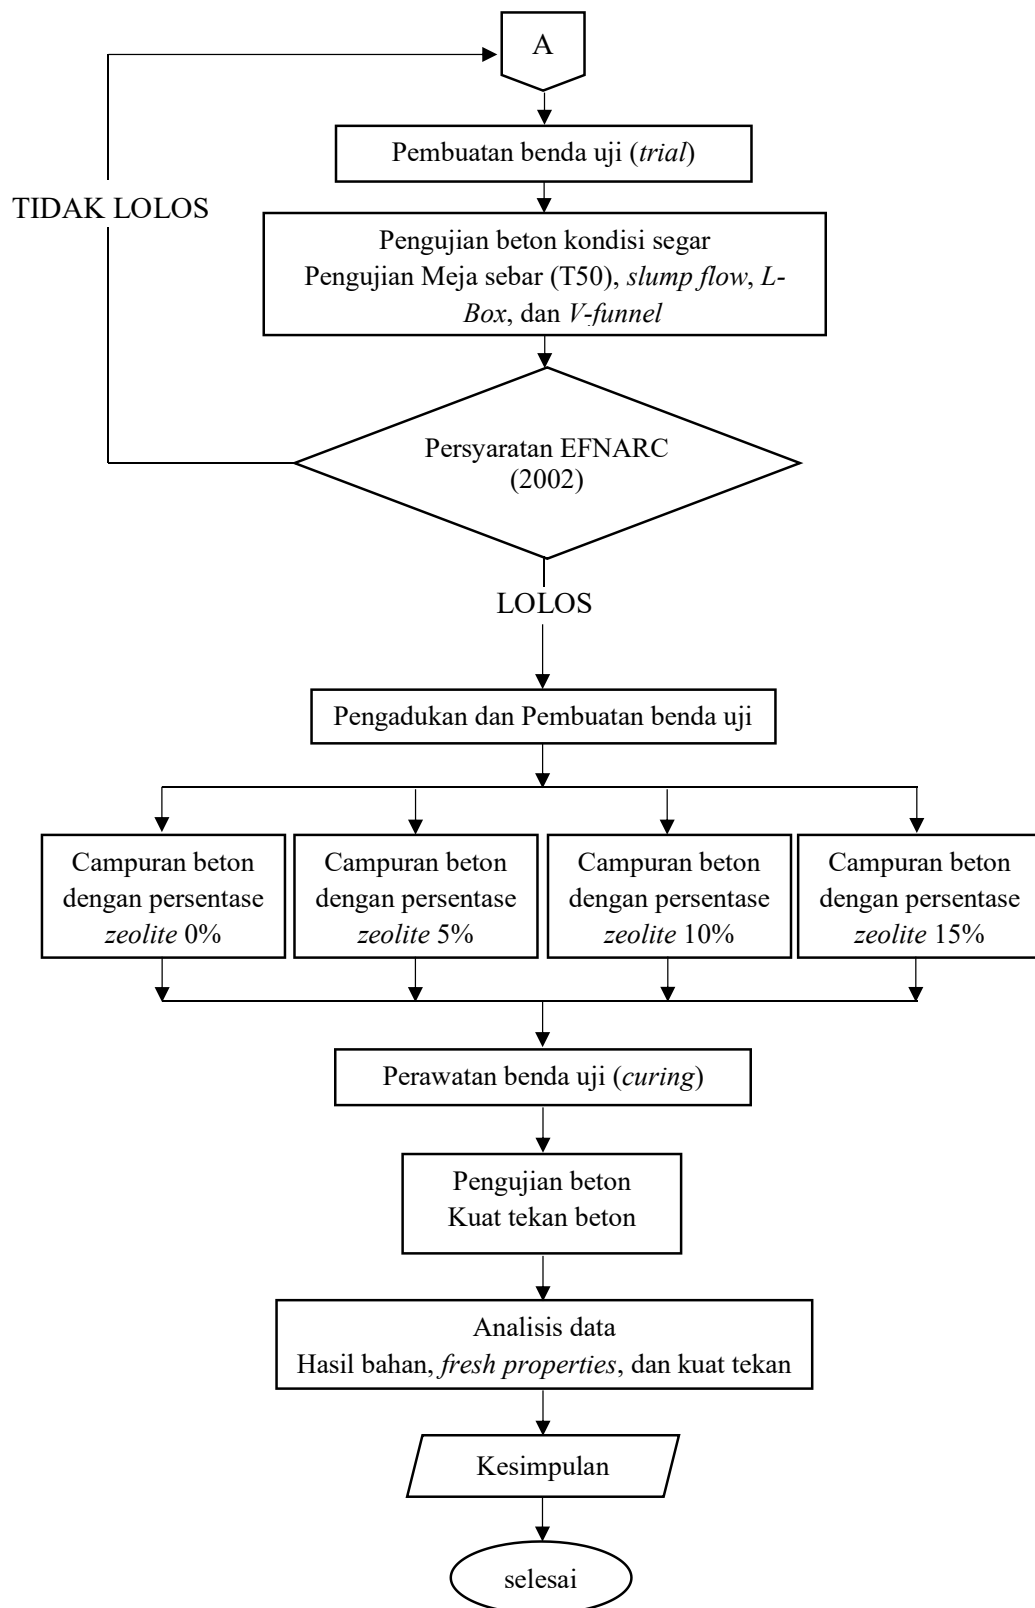 A
Pembuatan benda uji (trial)
TIDAK LOLOS
Pengujian beton kondisi segar
Pengujian Meja sebar (T50), slump flow, L-
Box, dan V-funnel
Persyaratan EFNARC
(2002)
LOLOS
Pengadukan dan Pembuatan benda uji
Campuran beton
dengan persentase
zeolite 0%
Campuran beton
dengan persentase
zeolite 5%
Campuran beton
dengan persentase
zeolite 10%
Campuran beton
dengan persentase
zeolite 15%
Perawatan benda uji (curing)
Pengujian beton
Kuat tekan beton
Analisis data
Hasil bahan, fresh properties, dan kuat tekan
Kesimpulan
selesai